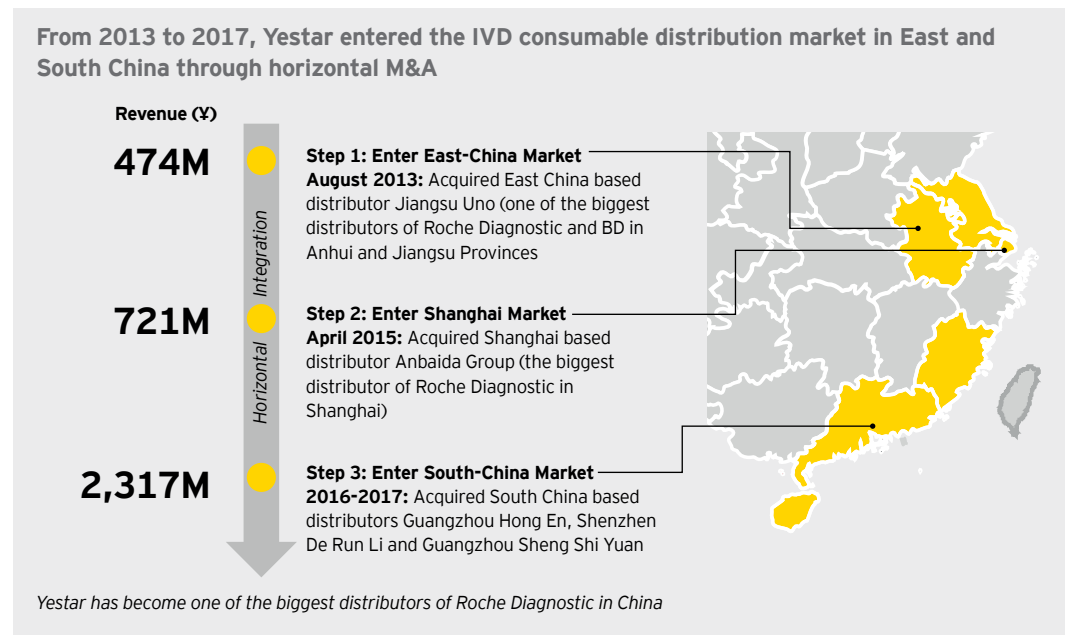 From 2013 to 2017, Yestar entered the IVD consumable distribution market in East and
South China through horizontal M&A
Revenue (¥)
474M
Step 1: Enter East-China Market
August 2013: Acquired East China based
distributor Jiangsu Uno (one of the biggest
distributors of Roche Diagnostic and BD in
Anhui and Jiangsu Provinces
721M
Step 2: Enter Shanghai Market
April 2015: Acquired Shanghai based
distributor Anbaida Group (the biggest
distributor of Roche Diagnostic in
Shanghai)
2,317M
Step 3: Enter South-China Market
2016-2017: Acquired South China based
distributors Guangzhou Hong En, Shenzhen
De Run Li and Guangzhou Sheng Shi Yuan
Horizontal Integration
Yestar has become one of the biggest distributors of Roche Diagnostic in China